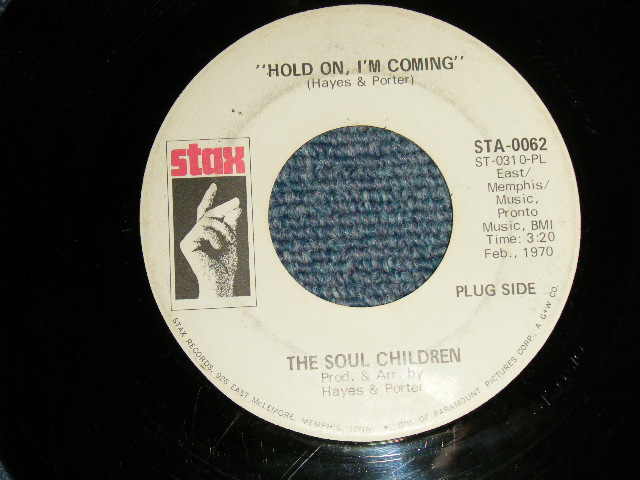 "HOLD ON, I'M COMING"
(Hayes & Porter)
stax
STA-0062
ST-0310-PL
East/
Memphis/
Music,
Pronto
Music, BMI
Time: 3:20
Feb., 1970
PLUG SIDE
THE SOUL CHILDREN
Prod. & Arr. by
Hayes & Porter
STAX RECORDS, 926 EAST McLEMORE, MEMPHIS, TENN. • DIV. OF PARAMOUNT PICTURES CORP. A G+W CO.